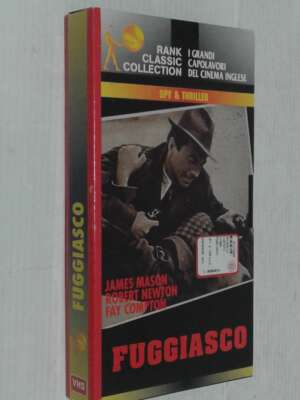 RANK
CLASSIC
COLLECTION
I GRANDI
CAPOLAVORI
DEL CINEMA INGLESE
SPY & THRILLER
JAMES MASON
ROBERT NEWTON
FAY COMPTON
FUGGIASCO
FUGGIASCO
VHS